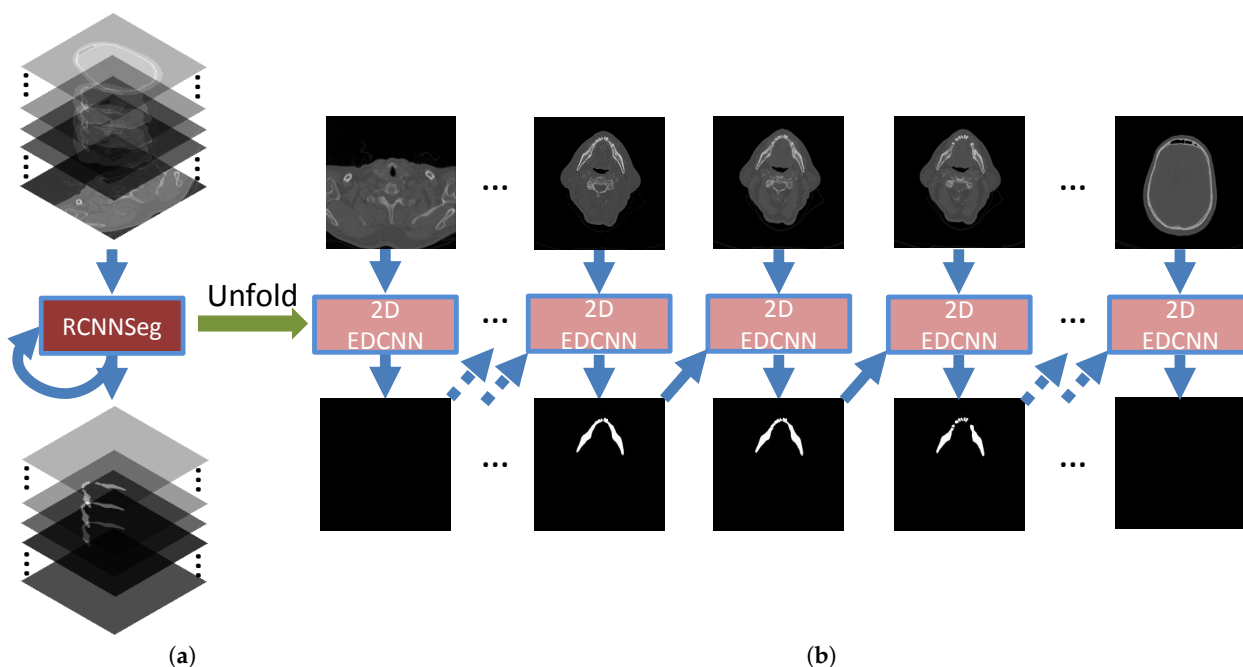 Unfold
RCNNSeg
2D
EDCNN
...
2D
EDCNN
2D
EDCNN
2D
EDCNN
...
2D
EDCNN
...
...
...
...
(a)
(b)